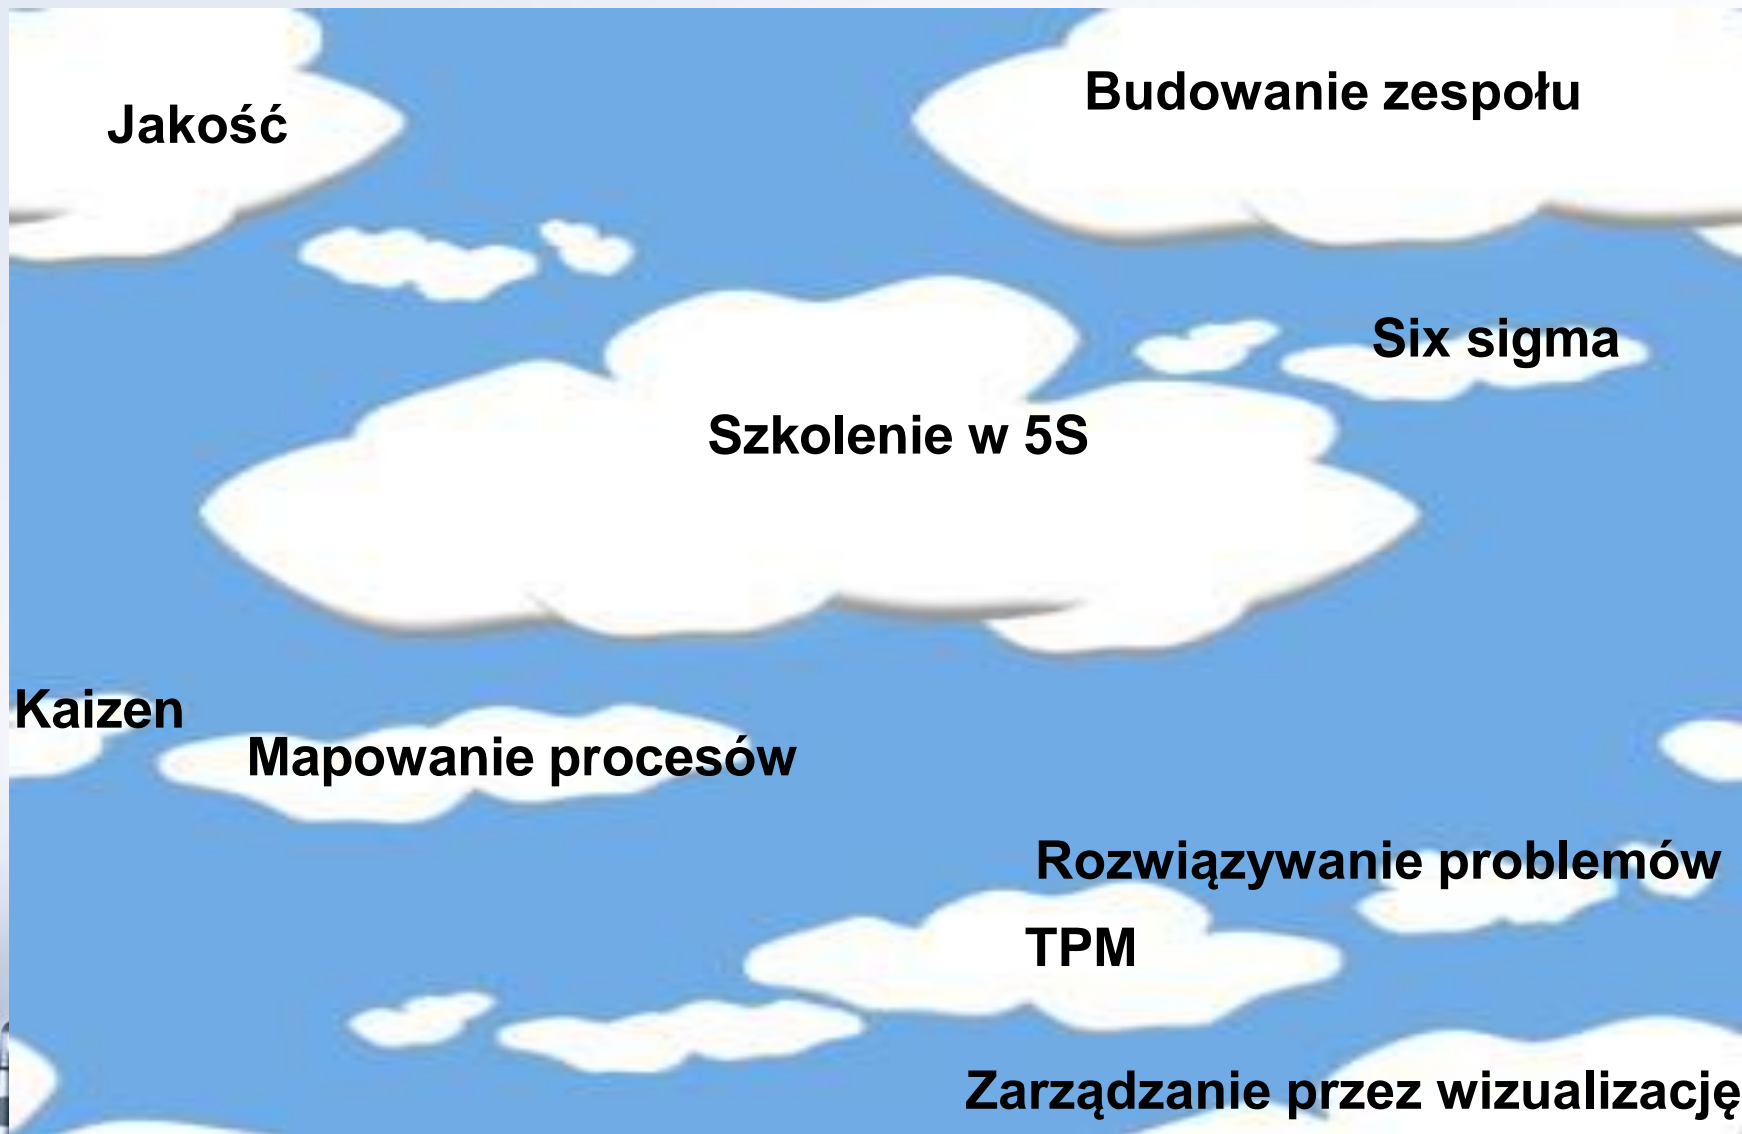 Budowanie zespołu
Jakość
Six sigma
Szkolenie w 5S
Kaizen
Mapowanie procesów
Rozwiązywanie problemów
TPM
Zarządzanie przez wizualizację